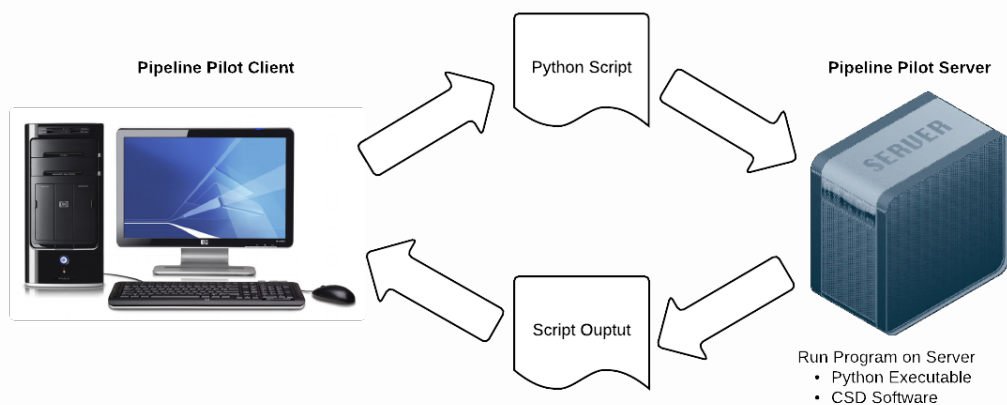 Pipeline Pilot Client
Python Script
Pipeline Pilot Server
SERVER
Script Ouptut
Run Program on Server
• Python Executable
• CSD Software